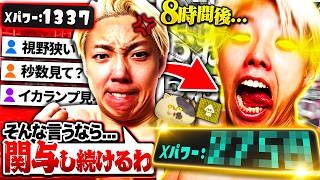 Xパワー:1337
視野狭い
秒数見て？
イカランプ見
そんな言うなら...
関与し続けるわ
8時間後...
Xパワー: